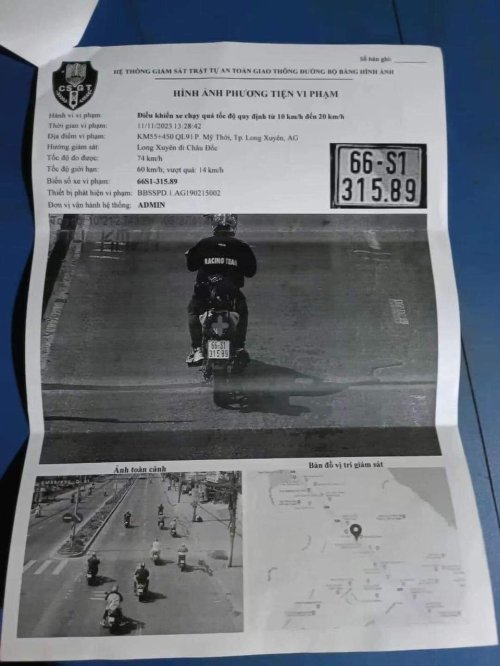 Số bản ghi:
CSGT
HỆ THỐNG GIÁM SÁT TRẬT TỰ AN TOÀN GIAO THÔNG ĐƯỜNG BỘ BẰNG HÌNH ẢNH
HÌNH ẢNH PHƯƠNG TIỆN VI PHẠM
Hành vi vi phạm: Điều khiển xe chạy quá tốc độ quy định từ 10 km/h đến 20 km/h
Thời gian vi phạm: 11/11/2023 13:28:42
Địa điểm vi phạm: KM55+450 QL91 P. Mỹ Thới, Tp. Long Xuyên, AG
Hướng giám sát: Long Xuyên đi Châu Đốc
Tốc độ đo được: 74 km/h
Tốc độ giới hạn: 60 km/h; vượt quá: 14 km/h
Biển số xe vi phạm: 66S1-315.89
Thiết bị phát hiện vi phạm: BBSSPD.1.AG190215002
Đơn vị vận hành hệ thống: ADMIN
66-S1
315.89
RACING TEAM
66-S1
315.89
Ảnh toàn cảnh
Bản đồ vị trí giám sát